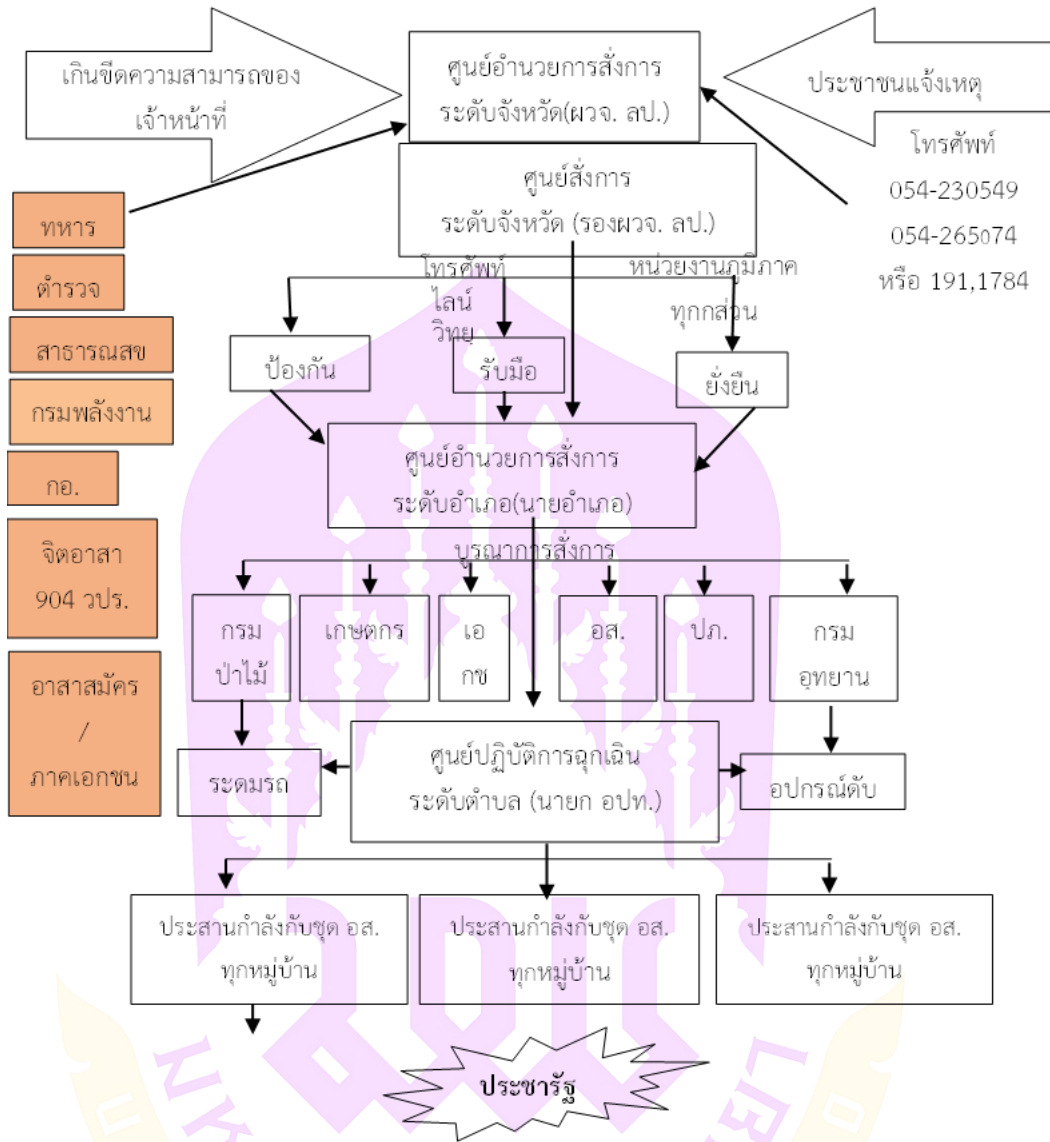 เกินขีดความสามารถของ
เจ้าหน้าที่
ศูนย์อำนวยการสั่งการ
ระดับจังหวัด(ผวจ. ลป.)
ประชาชนแจ้งเหตุ
โทรศัพท์
054-230549
054-265074
หรือ 191,1784
ศูนย์สั่งการ
ระดับจังหวัด (รองผวจ. ลป.)
ทหาร
ตำรวจ
สาธารณสข
กรมพลังงาน
กอ.
จิตอาสา
904 วปร.
อาสาสมัคร
/
ภาคเอกชน
โทรศัพท์
ไลน์
วิทยุ
หน่วยงานภูมิภาค
ทุกกส่วน
ป้องกัน
รับมือ
ยั่งยืน
ศูนย์อำนวยการสั่งการ
ระดับอำเภอ(นายอำเภอ)
บูรณาการสั่งการ
กรม
ป่าไม้
เกษตกร
เอ
กช
อส.
ปภ.
กรม
อุทยาน
ระดมรถ
ศูนย์ปฏิบัติการฉุกเฉิน
ระดับตำบล (นายก อปท.)
อปกรณ์ดับ
ประสานกำลังกับชุด อส.
ทุกหมู่บ้าน
ประสานกำลังกับชุด อส.
ทุกหมู่บ้าน
ประสานกำลังกับชุด อส.
ทุกหมู่บ้าน
ประชารัฐ